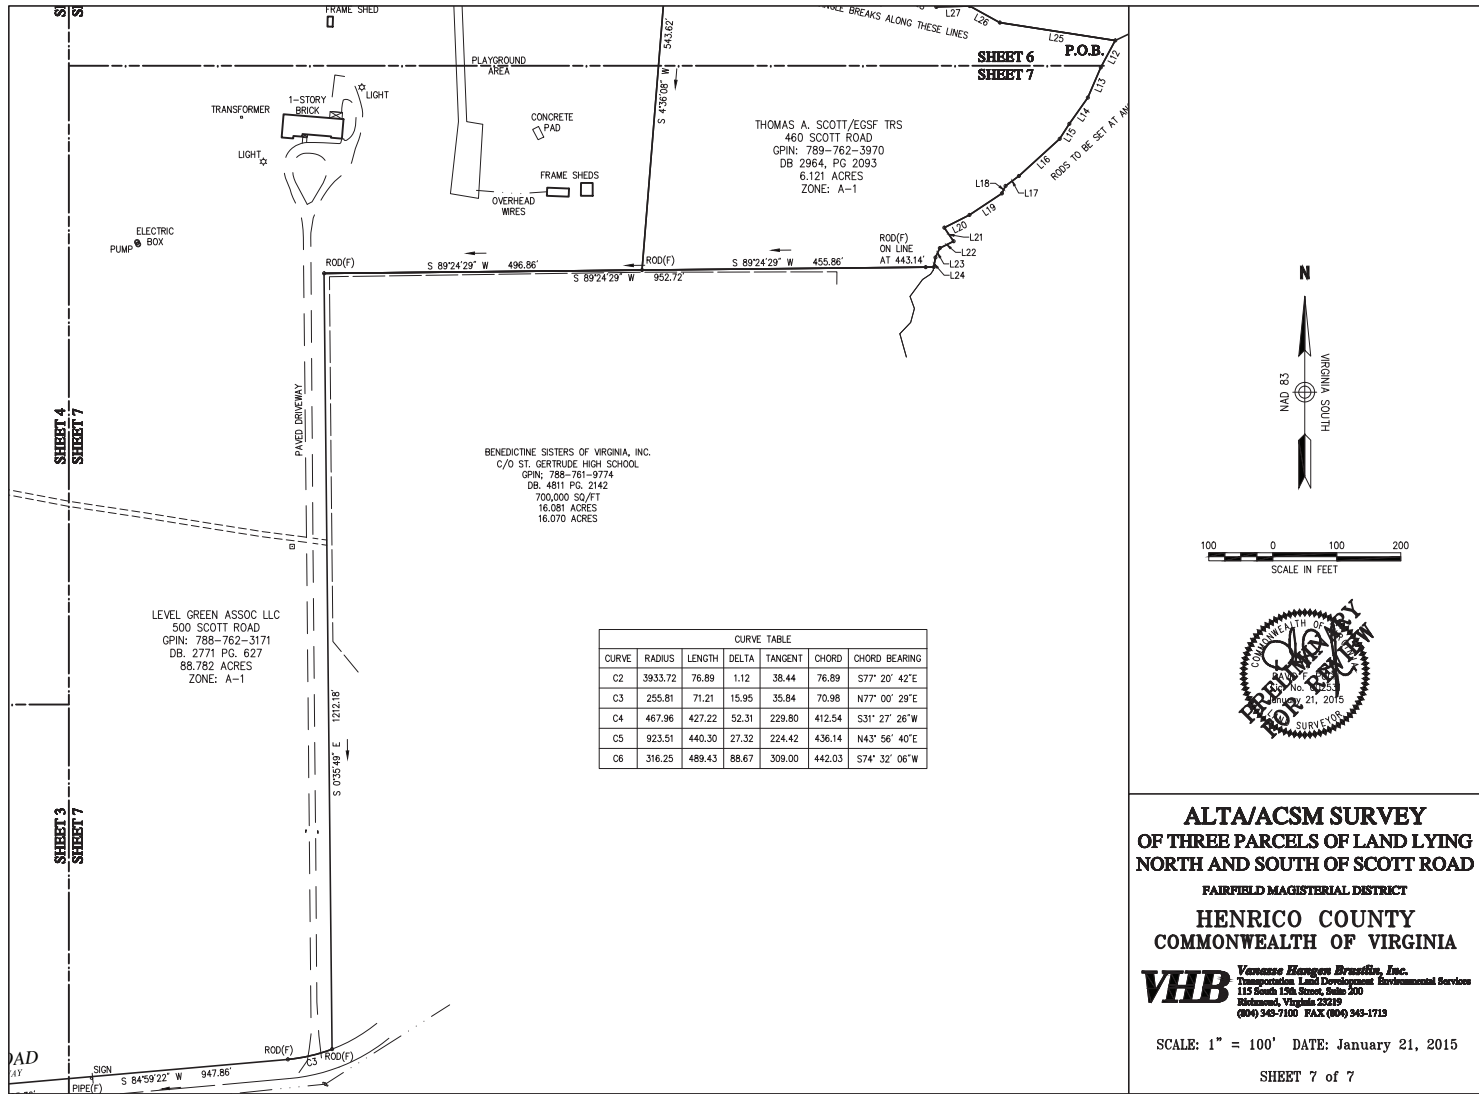 FRAME SHED
543.62'
S 4°36'08" W
BREAKS ALONG THESE LINES
L27
L26
L25
P.O.B.
L12
SHEET 6
SHEET 7
L13
L14
L15
L16
RODS TO BE SET AT
L17
L18
L19
L20
L21
L22
L23
L24
PLAYGROUND
AREA
LIGHT
1-STORY
BRICK
TRANSFORMER
LIGHT
CONCRETE
PAD
FRAME SHEDS
OVERHEAD
WIRES
THOMAS A. SCOTT/EGSF TRS
460 SCOTT ROAD
GPIN: 789-762-3970
DB 2964, PG 2093
6.121 ACRES
ZONE: A-1
ELECTRIC
BOX
PUMP
ROD(F)
ON LINE
AT 443.14'
ROD(F)
S 89°24'29" W 496.86'
ROD(F)
S 89°24'29" W 455.86'
S 89°24'29" W 952.72'
SHEET 4
SHEET 7
PAVED DRIVEWAY
BENEDICTINE SISTERS OF VIRGINIA, INC.
C/O ST. GERTRUDE HIGH SCHOOL
GPIN; 788-761-9774
DB. 4811 PG. 2142
700,000 SQ/FT
16.081 ACRES
16.070 ACRES
LEVEL GREEN ASSOC LLC
500 SCOTT ROAD
GPIN: 788-762-3171
DB. 2771 PG. 627
88.782 ACRES
ZONE: A-1
S 0°35'49" E 1212.18'
CURVE TABLE
CURVE RADIUS LENGTH DELTA TANGENT CHORD CHORD BEARING
C2 3933.72 76.89 1.12 38.44 76.89 S77° 20' 42"E
C3 255.81 71.21 15.95 35.84 70.98 N77° 00' 29"E
C4 467.96 427.22 52.31 229.80 412.54 S31° 27' 26"W
C5 923.51 440.30 27.32 224.42 436.14 N43° 56' 40"E
C6 316.25 489.43 88.67 309.00 442.03 S74° 32' 06"W
SHEET 3
SHEET 7
ROD(F)
C3
ROD(F)
SIGN
S 84°59'22" W 947.86'
PIPE(F)
N
NAD 83
VIRGINIA SOUTH
100 0 100 200
SCALE IN FEET
COMMONWEALTH OF
January 21, 2015
LAND SURVEYOR
PRELIMINARY
FOR REVIEW
ALTA/ACSM SURVEY
OF THREE PARCELS OF LAND LYING
NORTH AND SOUTH OF SCOTT ROAD
FAIRFIELD MAGISTERIAL DISTRICT
HENRICO COUNTY
COMMONWEALTH OF VIRGINIA
VHB
Vanasse Hangen Brustlin, Inc.
Transportation Land Development Environmental Services
115 South 15th Street, Suite 200
Richmond, Virginia 23219
(804) 343-7100 FAX (804) 343-1713
SCALE: 1" = 100' DATE: January 21, 2015
SHEET 7 of 7